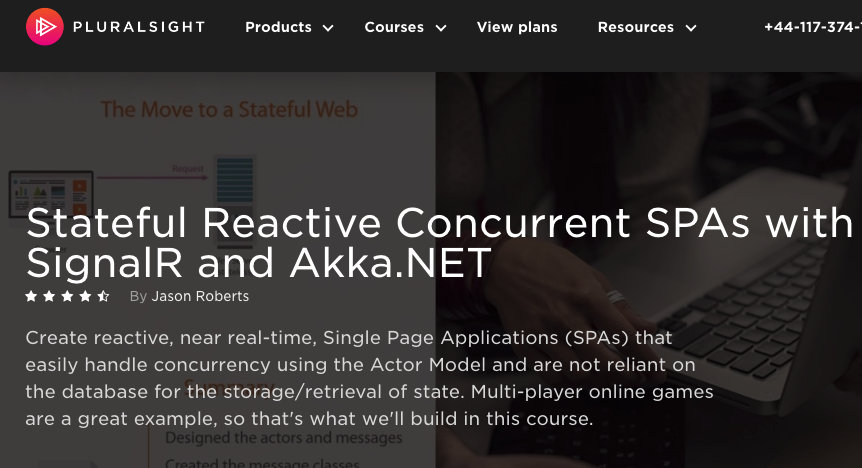 PLURALSIGHT
Products
Courses
View plans
Resources
+44-117-374-
The Move to a Stateful Web
Request
Stateful Reactive Concurrent SPAs with
SignalR and Akka.NET
By Jason Roberts
Create reactive, near real-time, Single Page Applications (SPAs) that
easily handle concurrency using the Actor Model and are not reliant on
the database for the storage/retrieval of state. Multi-player online games
Summary
are a great example, so that's what we'll build in this course.
Designed the actors and messages
Created the message classes